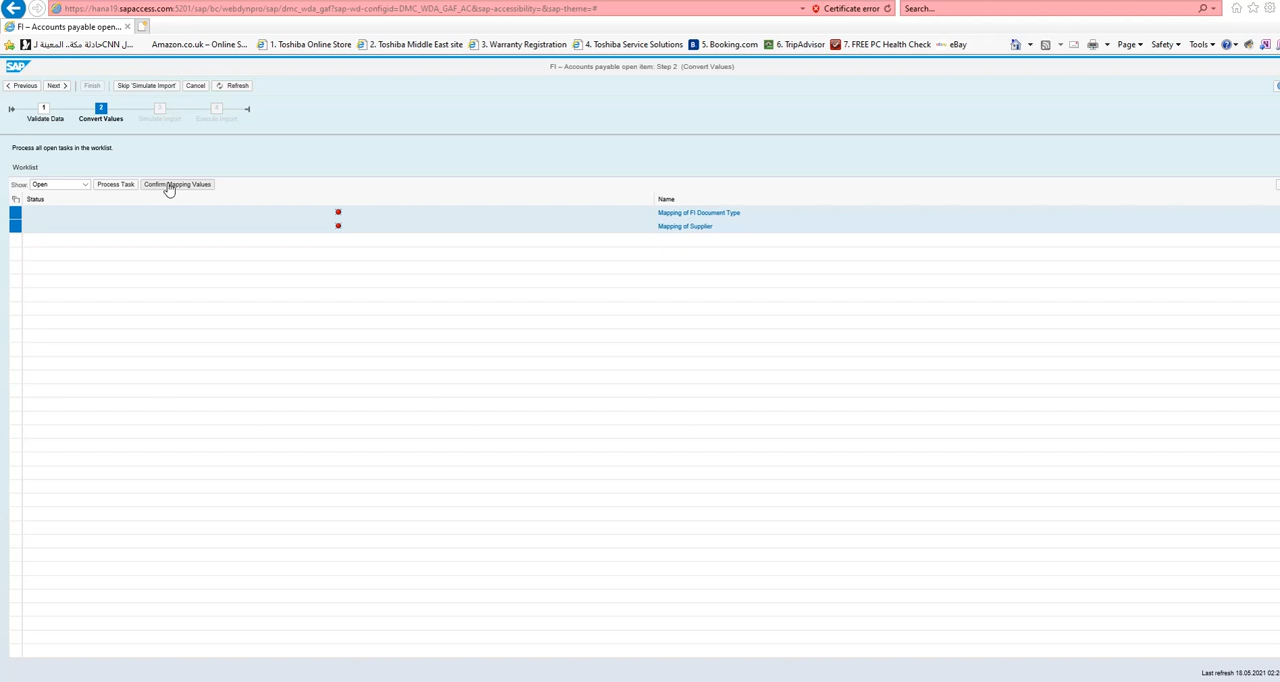 https://hana19.sapaccess.com:5201/sap/bc/webdynpro/sap/dmc_wda_gaf?sap-wd-configid=DMC_WDA_GAF_AC&sap-accessibility=&sap-theme=#
Certificate error
Search...
FI – Accounts payable open...
حادثة مكة.. المعينة لـ CNNل...
Amazon.co.uk – Online S...
1. Toshiba Online Store
2. Toshiba Middle East site
3. Warranty Registration
4. Toshiba Service Solutions
5. Booking.com
6. TripAdvisor
7. FREE PC Health Check
eBay
Page
Safety
Tools
SAP
FI – Accounts payable open item: Step 2 (Convert Values)
Previous
Next
Finish
Skip 'Simulate Import'
Cancel
Refresh
1
2
3
4
Validate Data
Convert Values
Simulate Import
Execute Import
Process all open tasks in the worklist.
Worklist
Show: Open
Process Task
Confirm Mapping Values
Status
Name
Mapping of FI Document Type
Mapping of Supplier
Last refresh 18.05.2021 02:2